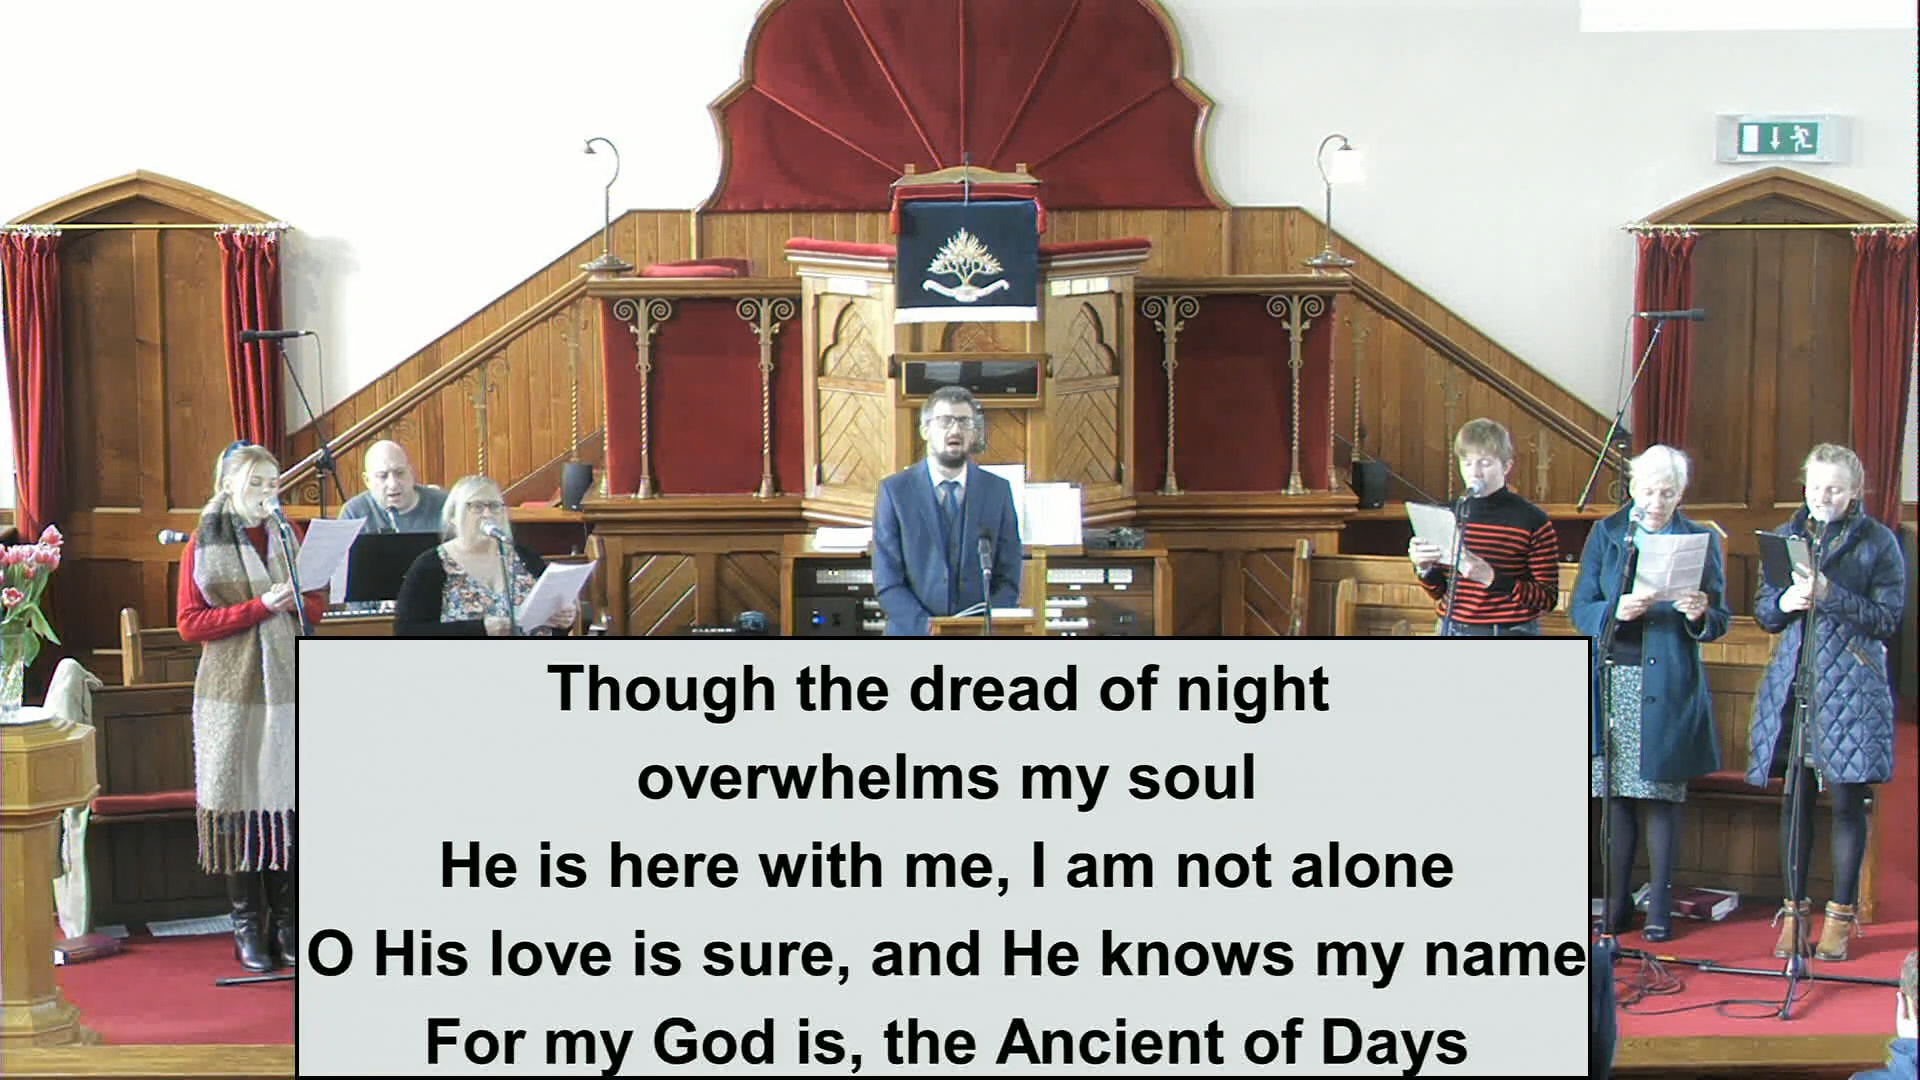 Though the dread of night
overwhelms my soul
He is here with me, I am not alone
O His love is sure, and He knows my name
For my God is, the Ancient of Days